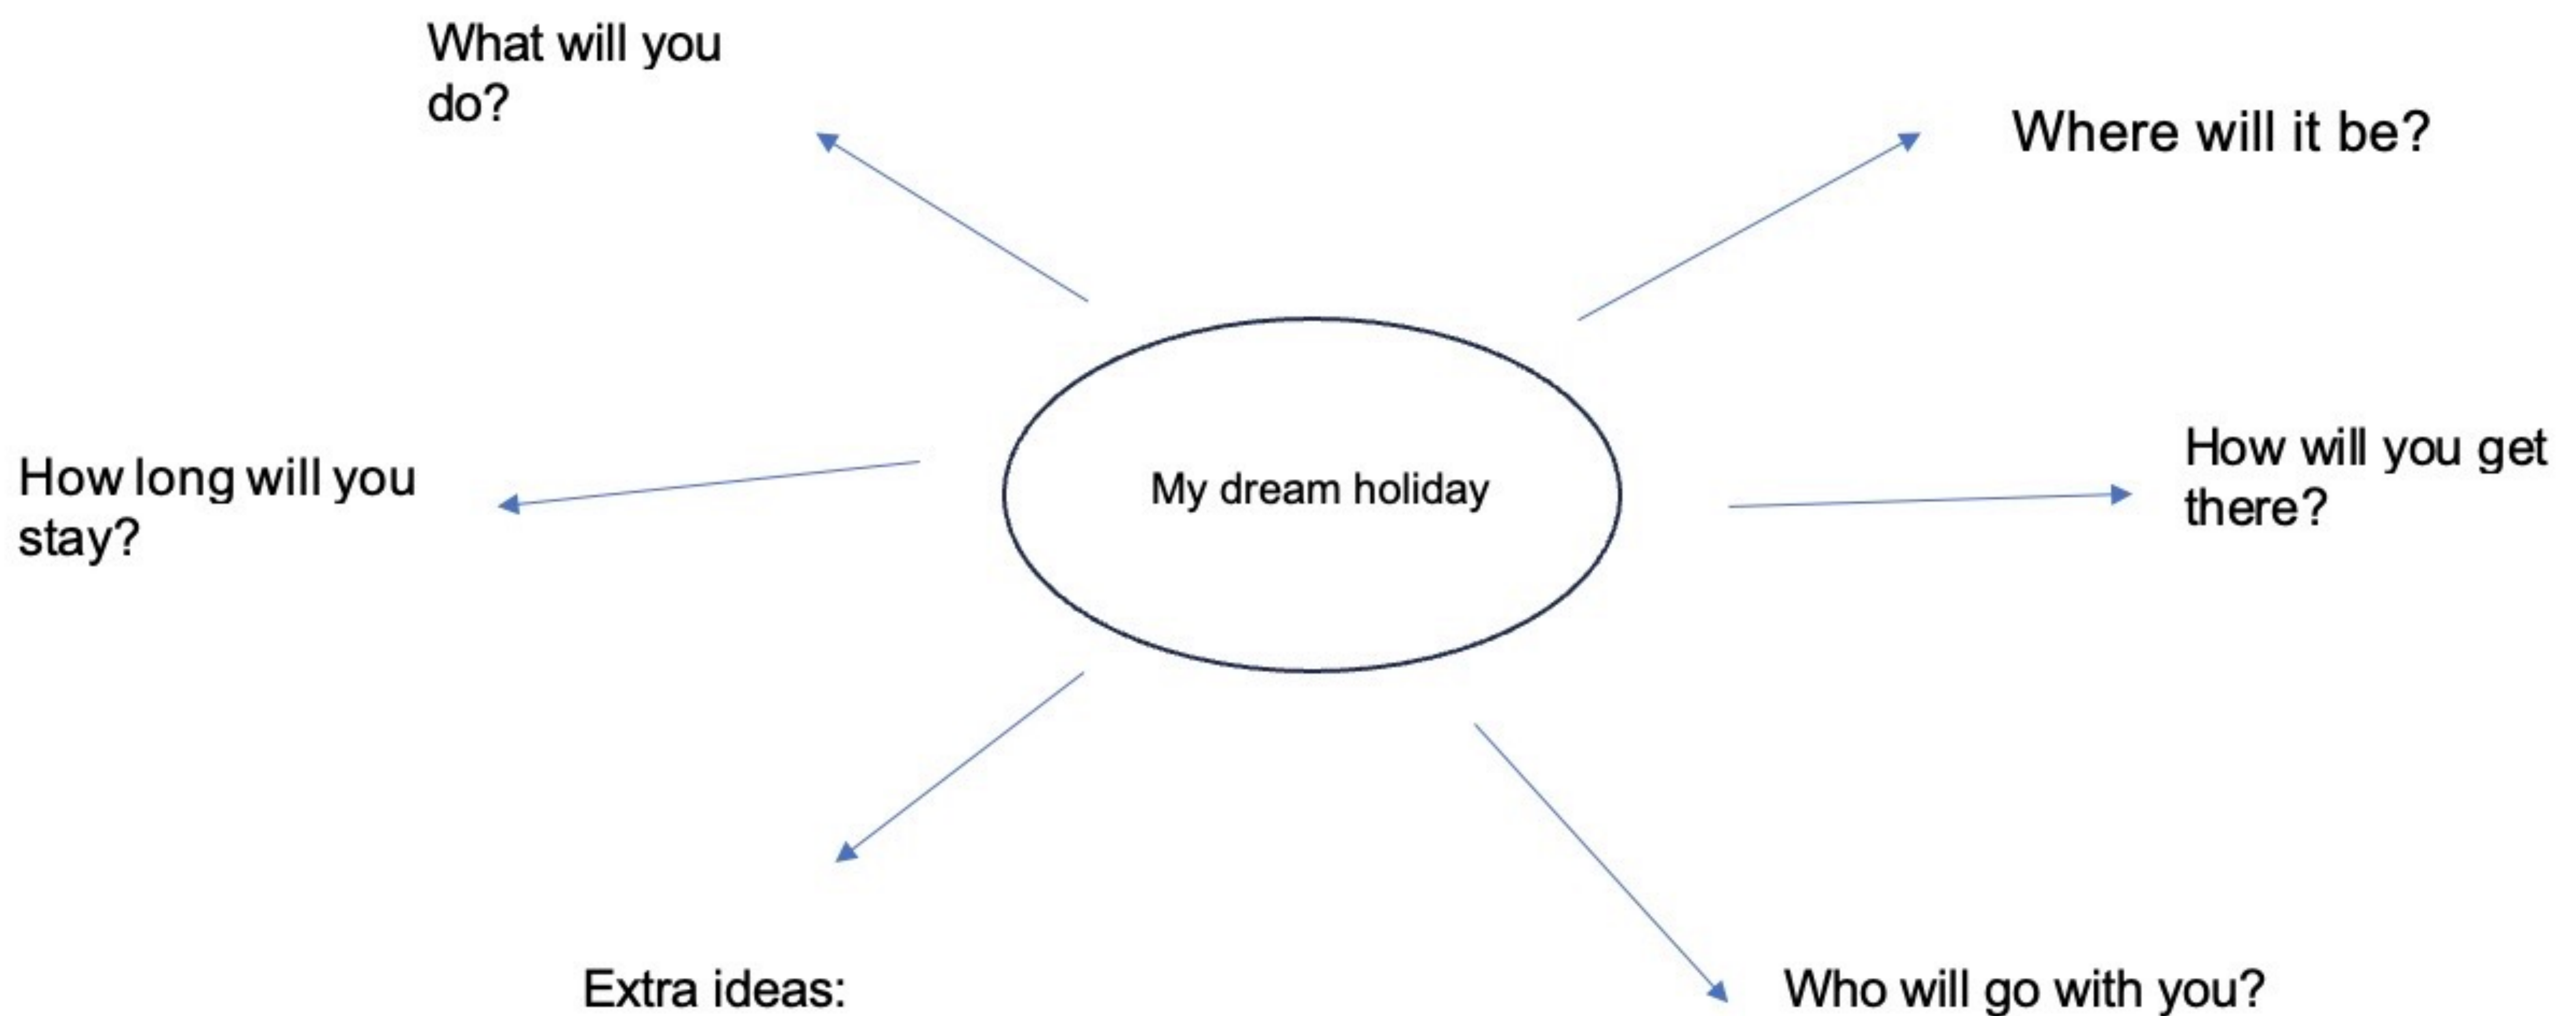 What will you
do?
Where will it be?
How long will you
stay?
My dream holiday
How will you get
there?
Extra ideas:
Who will go with you?